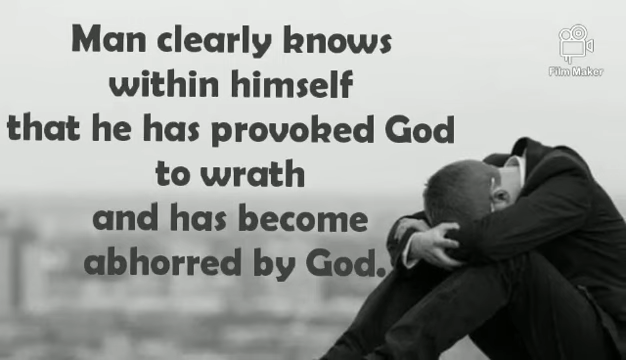 Man clearly knows
within himself
that he has provoked God
to wrath
and has become
abhorred by God.
Film Maker